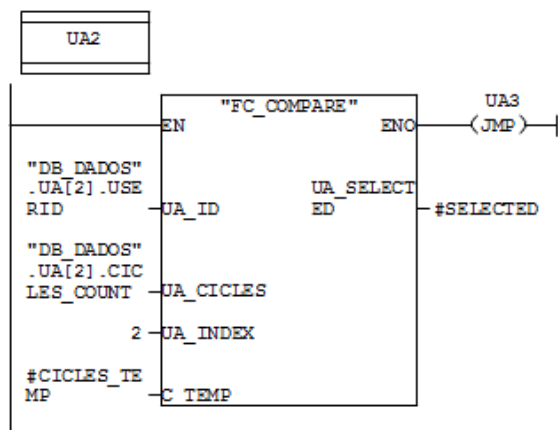 UA2
"FC_COMPARE"
UA3
EN
ENO
(JMP)
"DB_DADOS"
.UA[2].USE
RID
UA_ID
UA_SELECT
ED
#SELECTED
"DB_DADOS"
.UA[2].CIC
LES_COUNT
UA_CICLES
2
UA_INDEX
#CICLES_TE
MP
C_TEMP